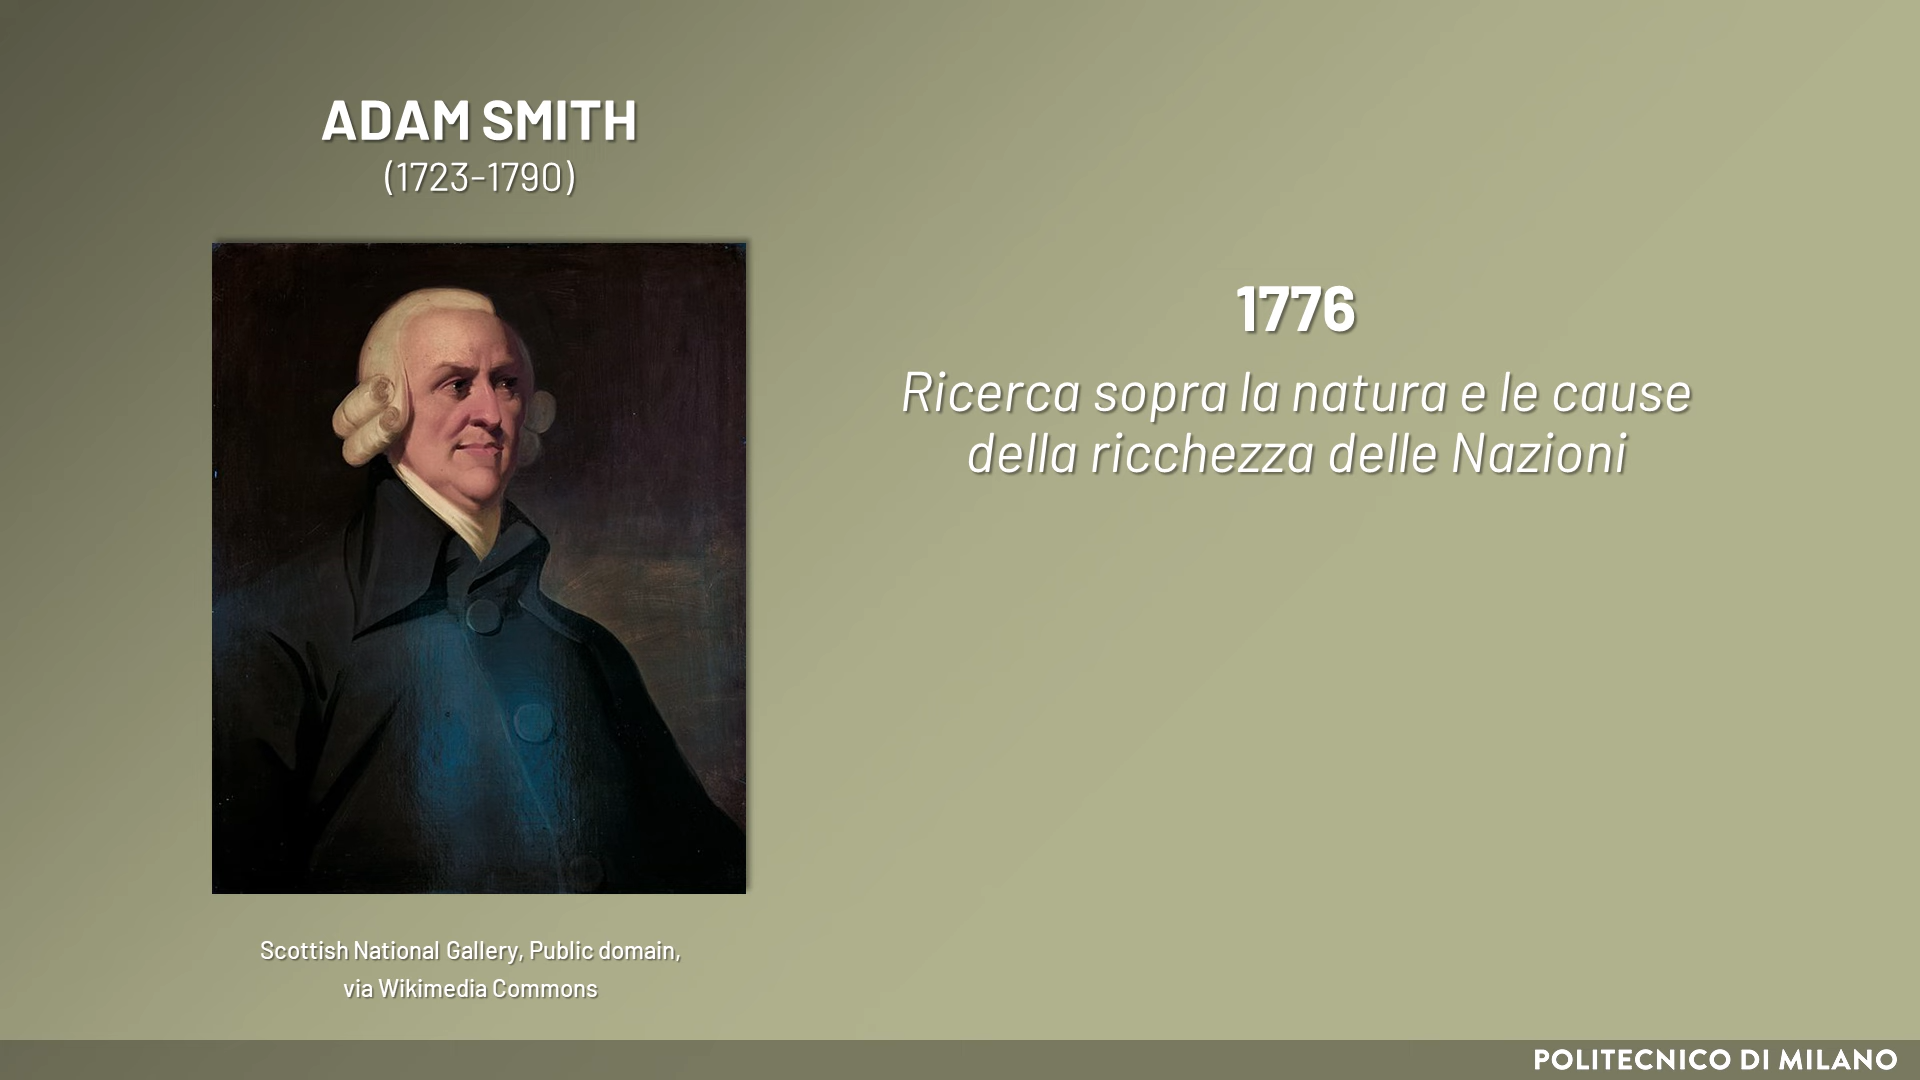 ADAM SMITH
(1723-1790)
1776
Ricerca sopra la natura e le cause
della ricchezza delle Nazioni
Scottish National Gallery, Public domain,
via Wikimedia Commons
POLITECNICO DI MILANO